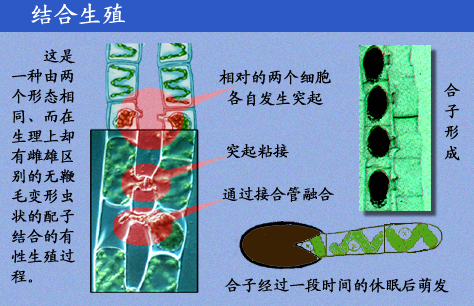 结合生殖
这是
一种由两
个形态相
同、而在
生理上却
有雌雄区
别的无鞭
毛变形虫
状的配子
结合的有
性生殖过
程。
相对的两个细胞
各自发生突起
突起粘接
通过接合管融合
合子形成
合子经过一段时间的休眠后萌发